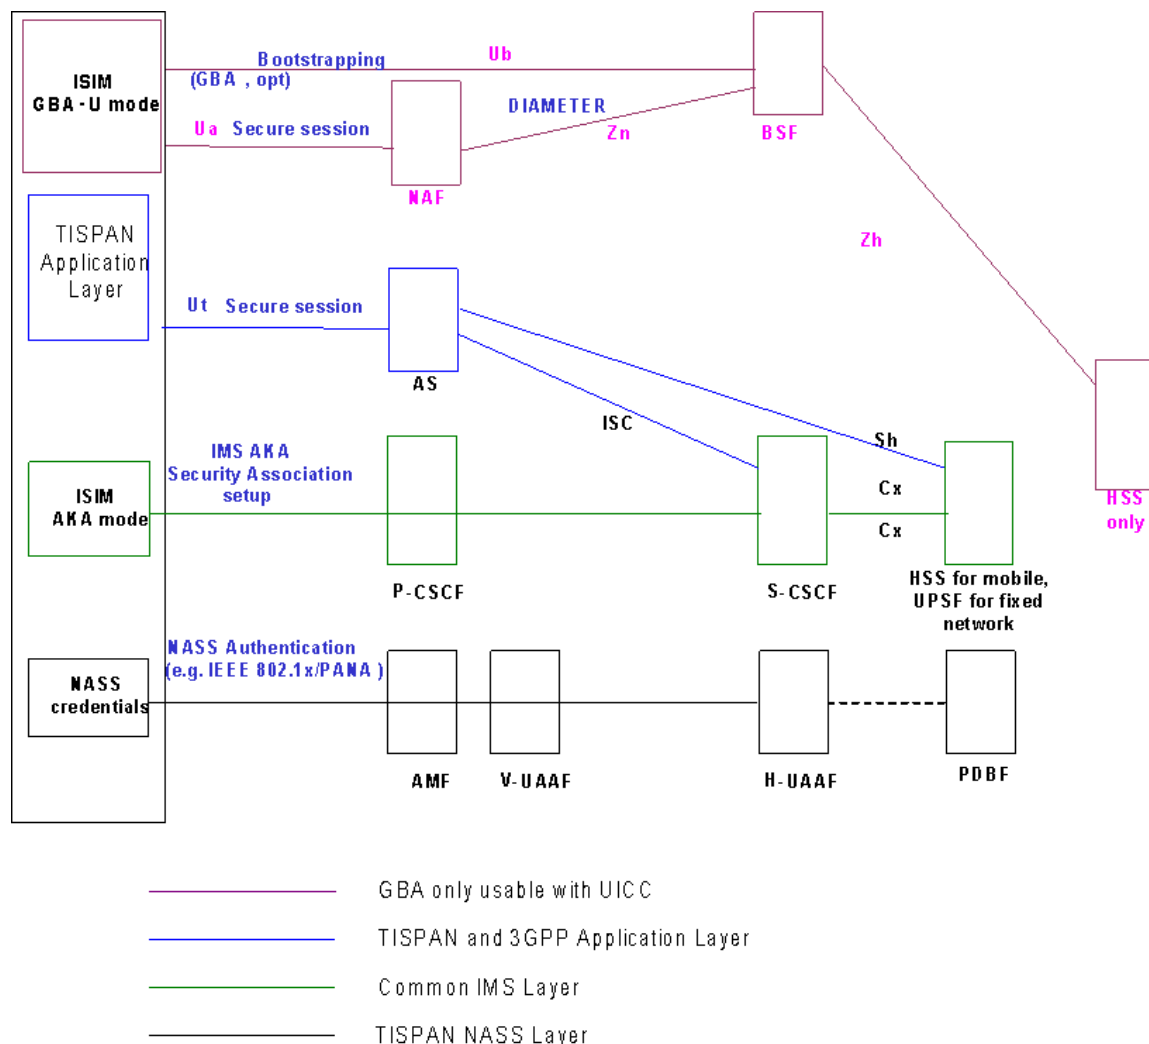 ISIM
GBA-U mode
Bootstrapping
(GBA , opt)
Ub
Ua Secure session
DIAMETER
Zn
BSF
NAF
Zh
TISPAN
Application
Layer
Ut Secure session
AS
ISC
Sh
HSS
only
ISIM
AKA mode
IMS AKA
Security Association
setup
Cx
Cx
P-CSCF
S-CSCF
HSS for mobile,
UPSF for fixed
network
NASS
credentials
NASS Authentication
(e.g. IEEE 802.1x/PANA )
AMF
V-UAAF
H-UAAF
PDBF
GBA only usable with UICC
TISPAN and 3GPP Application Layer
Common IMS Layer
TISPAN NASS Layer